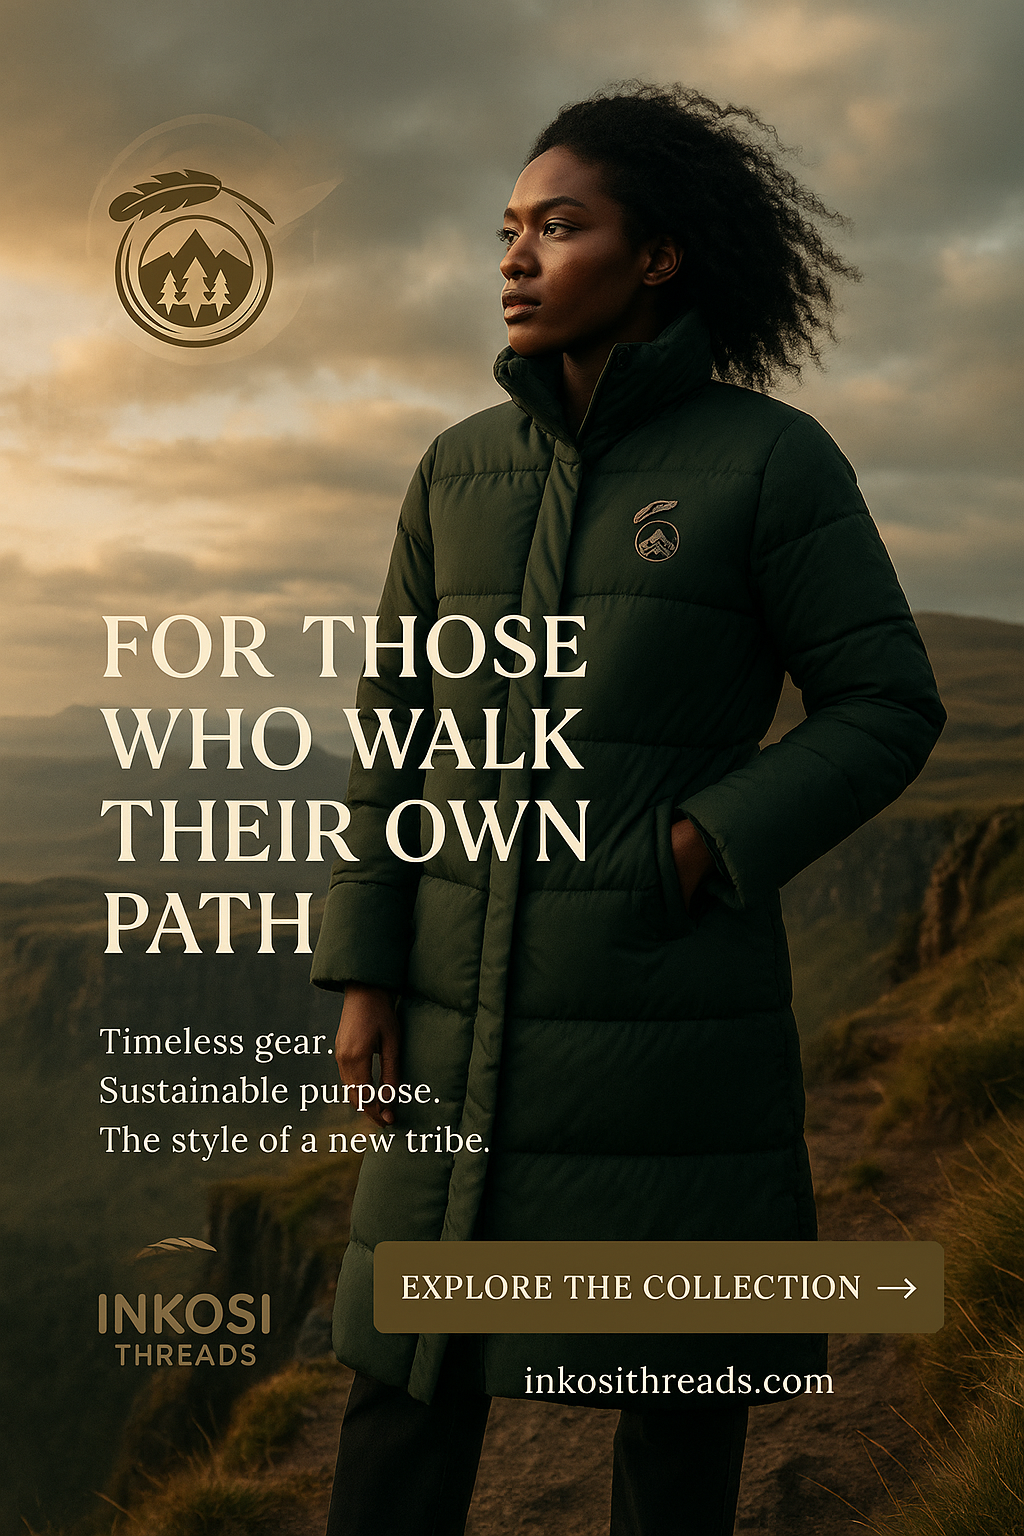 FOR THOSE
WHO WALK
THEIR OWN
PATH
Timeless gear.
Sustainable purpose.
The style of a new tribe.
INKOSI
THREADS
EXPLORE THE COLLECTION →
inkosithreads.com